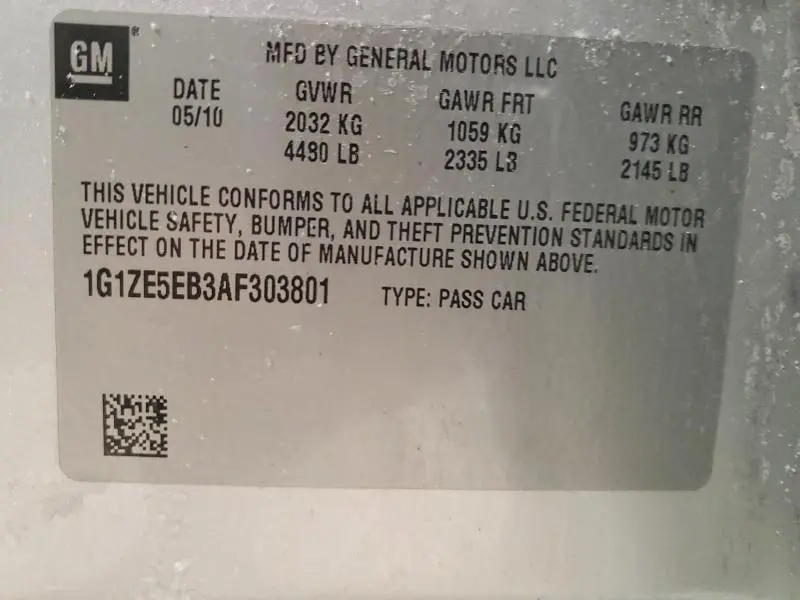 GM®
MFD BY GENERAL MOTORS LLC
DATE GVWR GAWR FRT GAWR RR
05/10 2032 KG 1059 KG 973 KG
4480 LB 2335 LB 2145 LB
THIS VEHICLE CONFORMS TO ALL APPLICABLE U.S. FEDERAL MOTOR
VEHICLE SAFETY, BUMPER, AND THEFT PREVENTION STANDARDS IN
EFFECT ON THE DATE OF MANUFACTURE SHOWN ABOVE.
1G1ZE5EB3AF303801 TYPE: PASS CAR